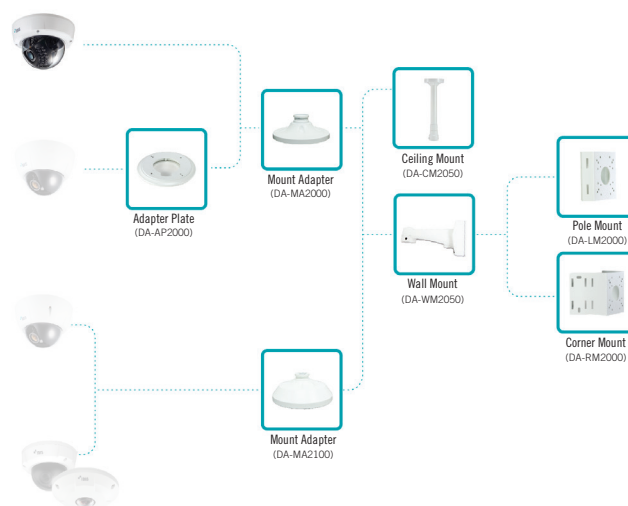 Ceiling Mount
(DA-CM2050)
Mount Adapter
(DA-MA2000)
Adapter Plate
(DA-AP2000)
Pole Mount
(DA-LM2000)
Wall Mount
(DA-WM2050)
Corner Mount
(DA-RM2000)
Mount Adapter
(DA-MA2100)